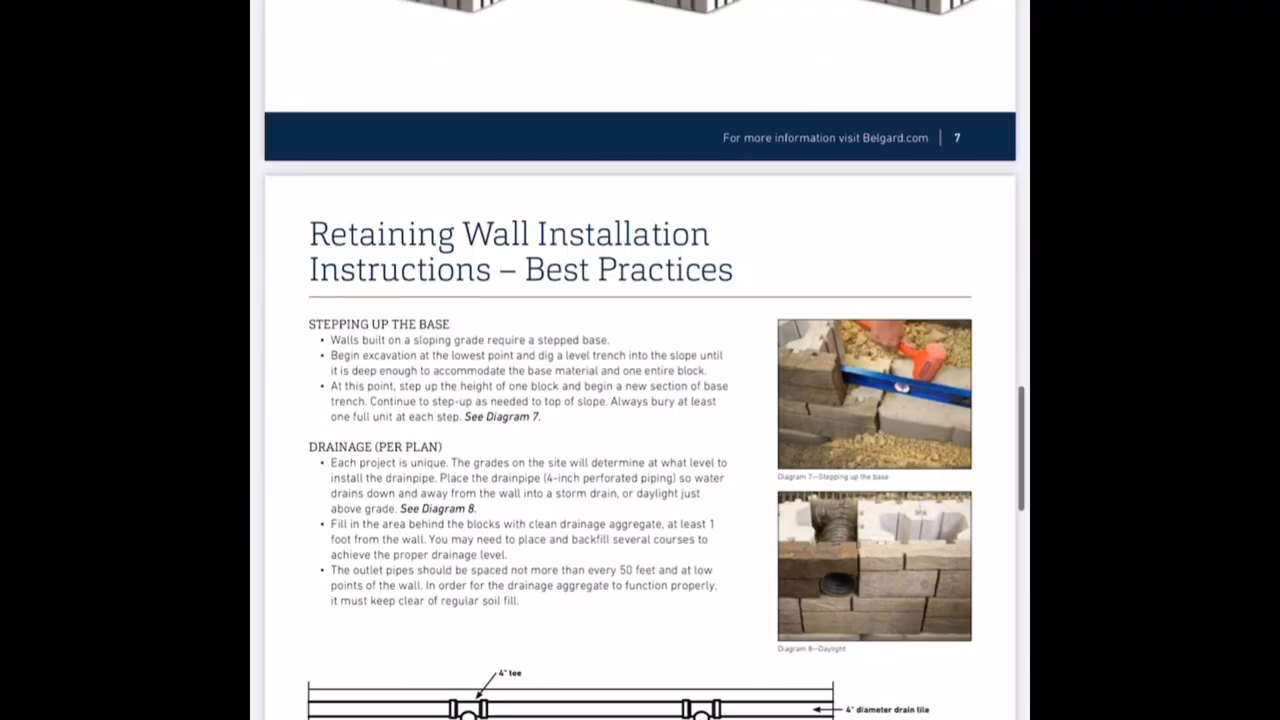 For more information visit Belgard.com | 7
Retaining Wall Installation
Instructions – Best Practices
STEPPING UP THE BASE
• Walls built on a sloping grade require a stepped base.
• Begin excavation at the lowest point and dig a level trench into the slope until
it is deep enough to accommodate the base material and one entire block.
• At this point, step up the height of one block and begin a new section of base
trench. Continue to step-up as needed to top of slope. Always bury at least
one full unit at each step. See Diagram 7.
Diagram 7—Stepping up the base
DRAINAGE (PER PLAN)
• Each project is unique. The grades on the site will determine at what level to
install the drainpipe. Place the drainpipe (4-inch perforated piping) so water
drains down and away from the wall into a storm drain, or daylight just
above grade. See Diagram 8.
• Fill in the area behind the blocks with clean drainage aggregate, at least 1
foot from the wall. You may need to place and backfill several courses to
achieve the proper drainage level.
• The outlet pipes should be spaced not more than every 50 feet and at low
points of the wall. In order for the drainage aggregate to function properly,
it must keep clear of regular soil fill.
Diagram 8—Daylight
4" tee
4" diameter drain tile